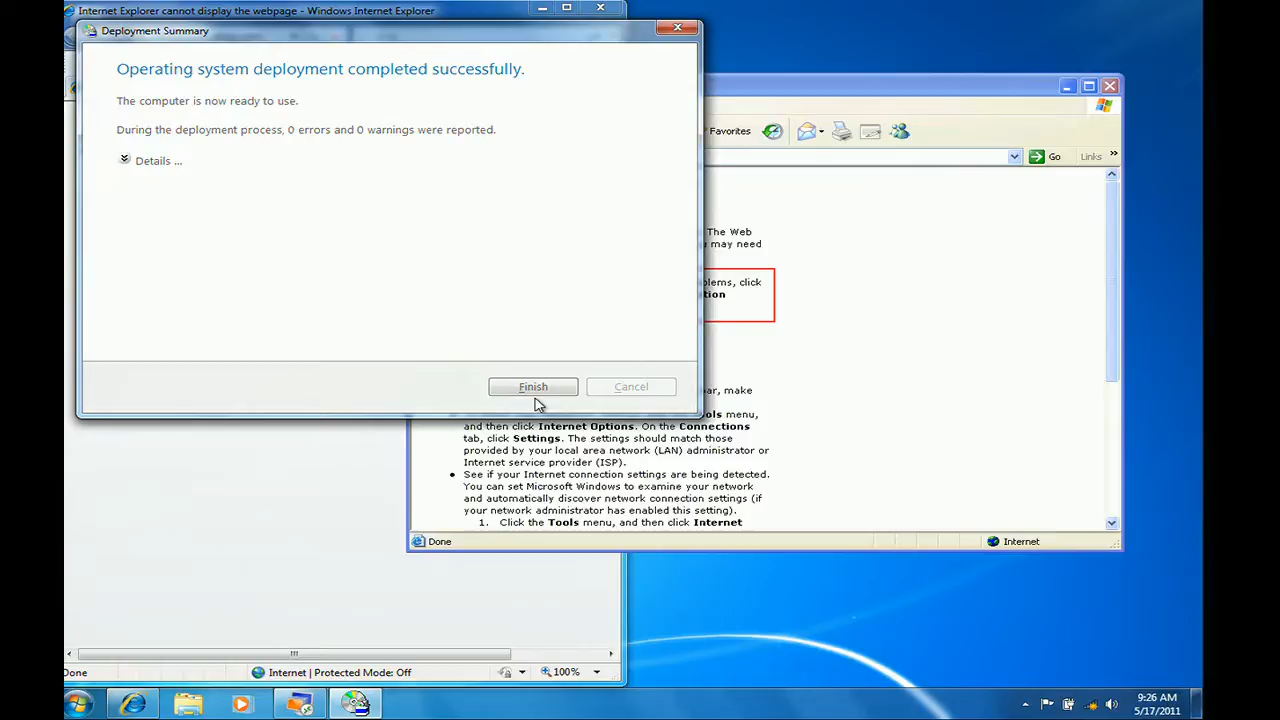 Internet Explorer cannot display the webpage - Windows Internet Explorer
Deployment Summary
Operating system deployment completed successfully.
The computer is now ready to use.
During the deployment process, 0 errors and 0 warnings were reported.
Details ...
Finish
Cancel
Favorites
Go
Links
The Web
may need
click
make
menu,
and then click Internet Options. On the Connections
tab, click Settings. The settings should match those
provided by your local area network (LAN) administrator or
Internet service provider (ISP).
See if your Internet connection settings are being detected.
You can set Microsoft Windows to examine your network
and automatically discover network connection settings (if
your network administrator has enabled this setting).
1. Click the Tools menu, and then click Internet
Done
Internet
Internet | Protected Mode: Off
100%
9:26 AM
5/17/2011